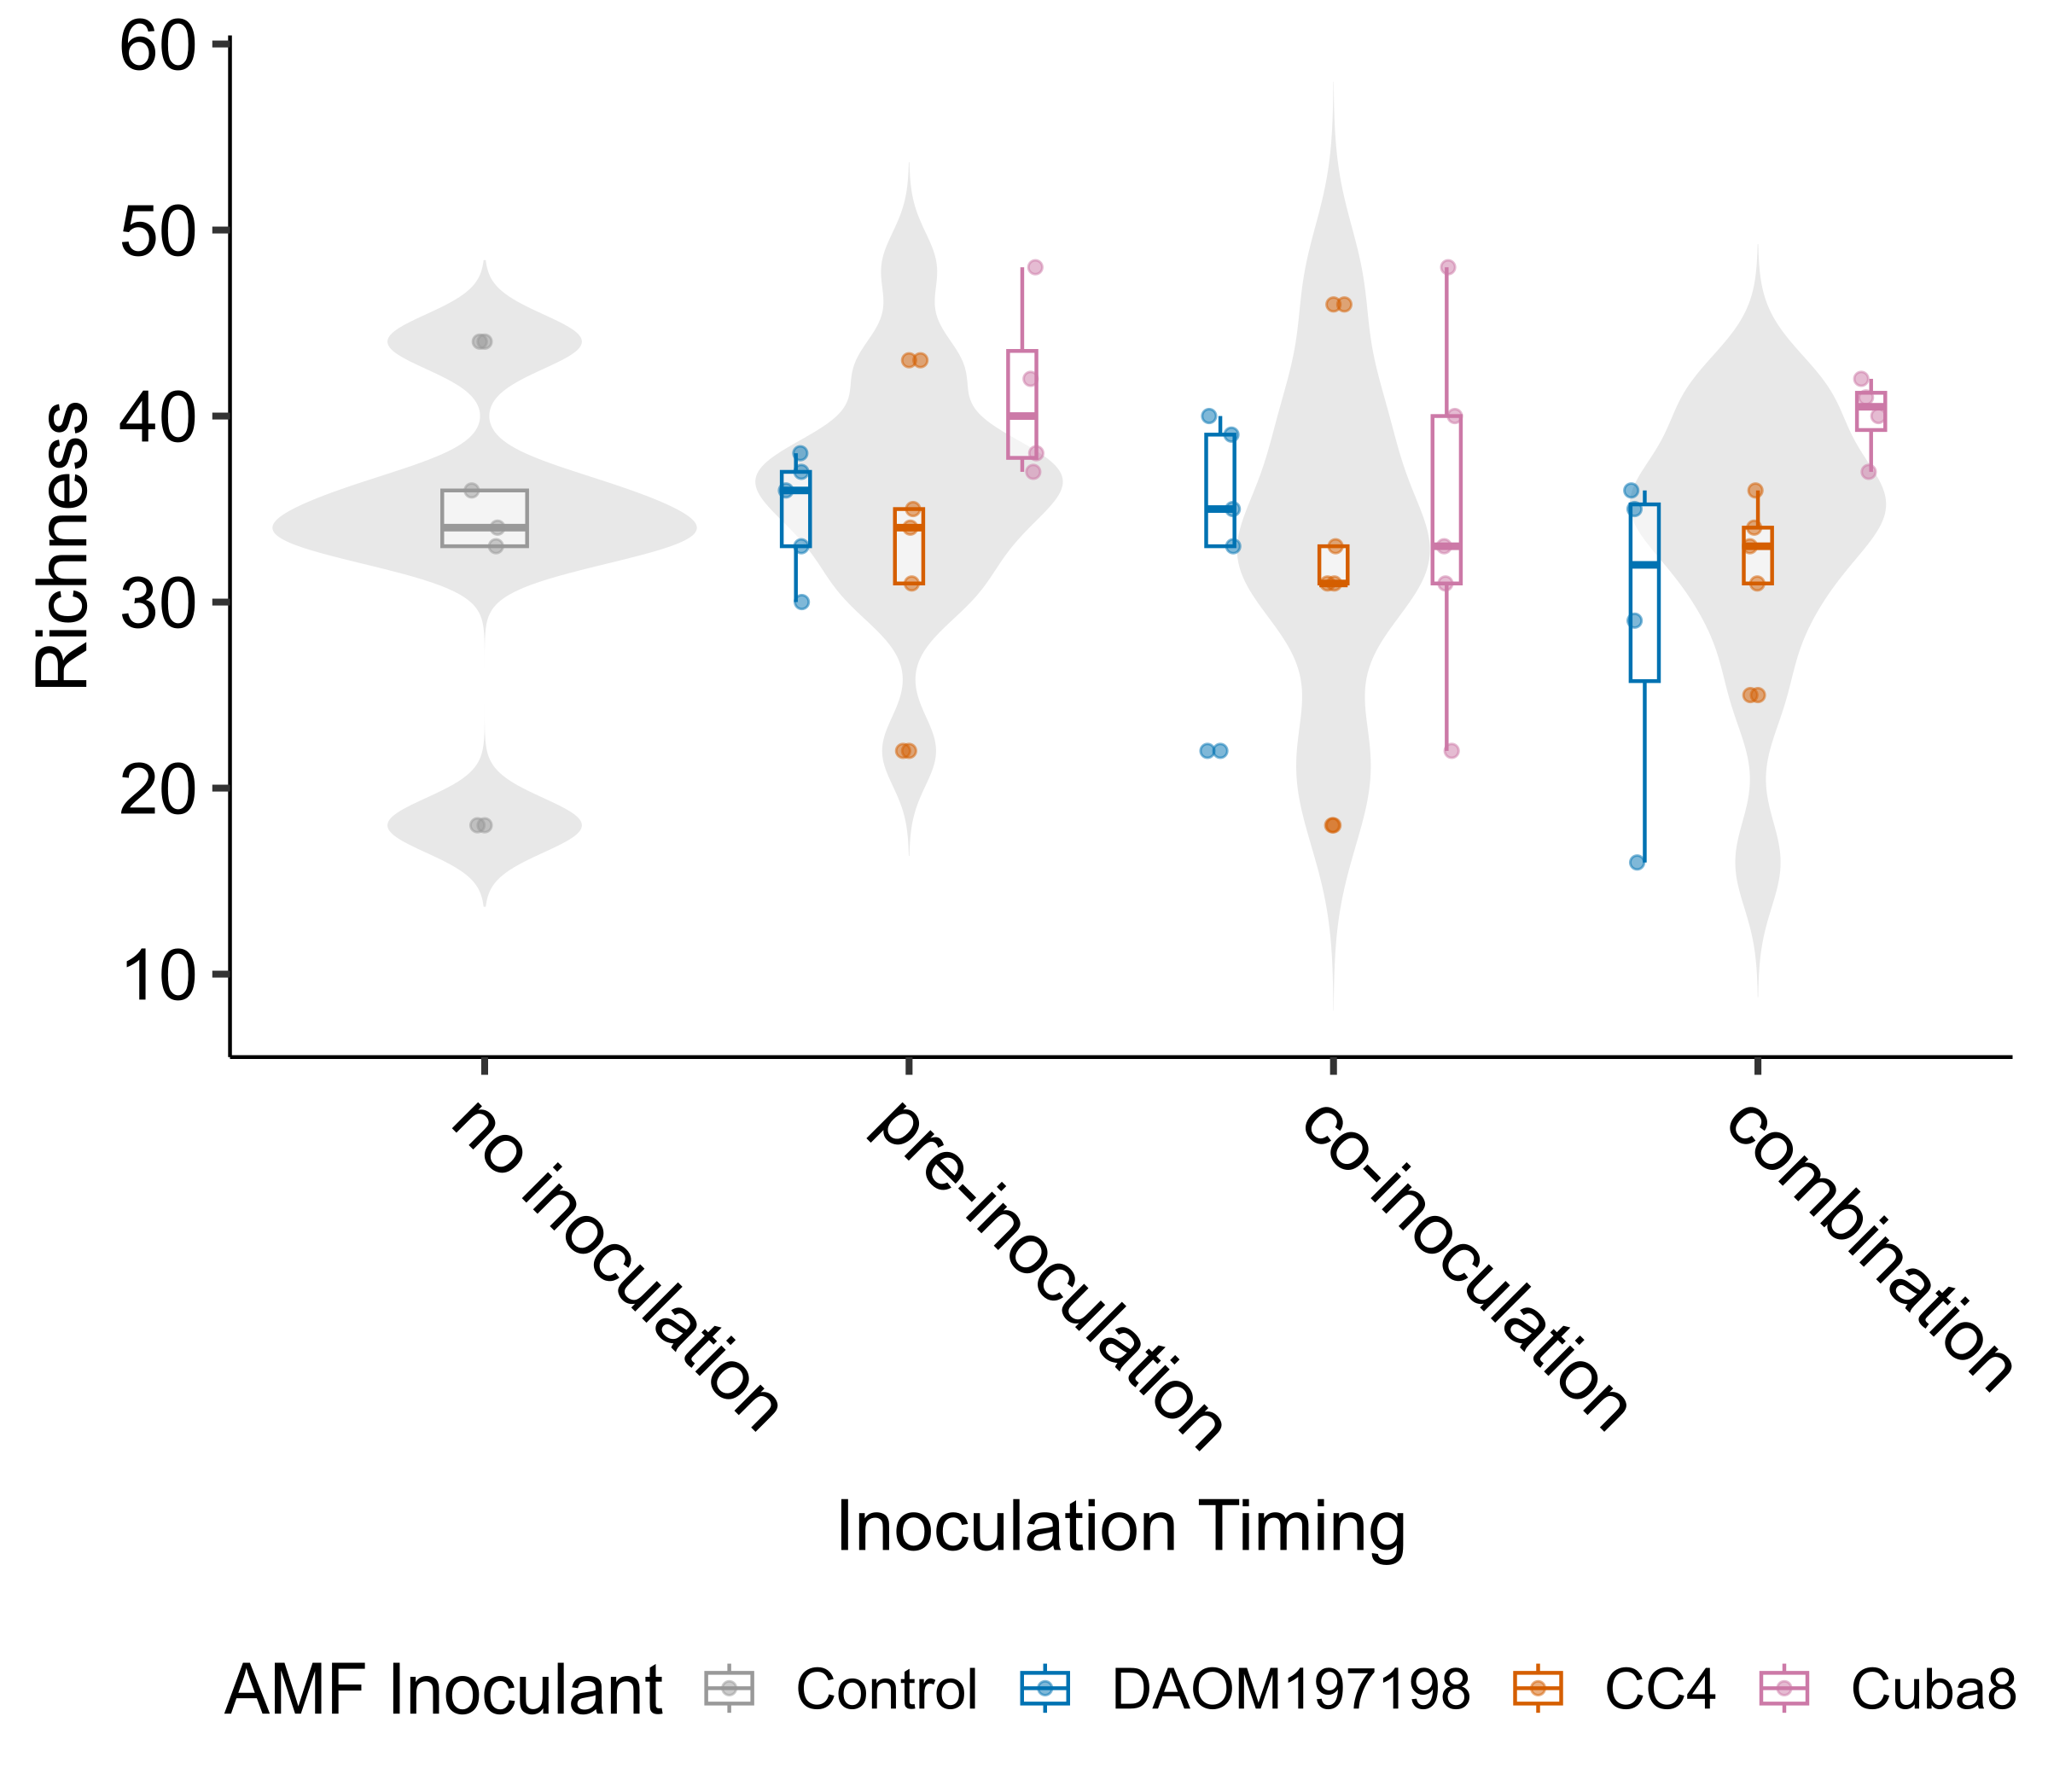 60
50
40
30
20
10
Richness
no inoculation
pre-inoculation
co-inoculation
combination
Inoculation Timing
AMF Inoculant Control DAOM197198 CC4 Cuba8